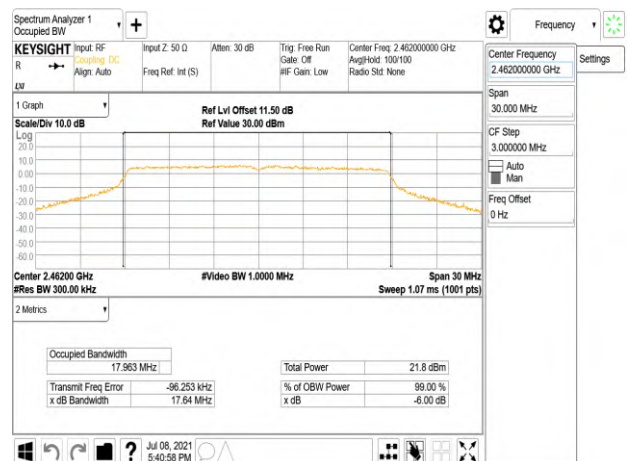 Spectrum Analyzer 1
Occupied BW
Frequency
KEYSIGHT Input: RF Input Z: 50 Ω Atten: 30 dB Trig: Free Run Center Freq: 2.462000000 GHz
Coupling: DC Gate: Off Avg|Hold: 100/100
R Align: Auto Freq Ref: Int (S) #IF Gain: Low Radio Std: None
LXI
Center Frequency
2.462000000 GHz
Settings
Span
30.000 MHz
CF Step
3.000000 MHz
Auto
Man
Freq Offset
0 Hz
1 Graph
Ref Lvl Offset 11.50 dB
Scale/Div 10.0 dB Ref Value 30.00 dBm
Log
20.0
10.0
0.00
-10.0
-20.0
-30.0
-40.0
-50.0
-60.0
Center 2.46200 GHz #Video BW 1.0000 MHz Span 30 MHz
#Res BW 300.00 kHz Sweep 1.07 ms (1001 pts)
2 Metrics
Occupied Bandwidth
17.963 MHz Total Power 21.8 dBm
Transmit Freq Error -96.253 kHz % of OBW Power 99.00 %
x dB Bandwidth 17.64 MHz x dB -6.00 dB
? Jul 08, 2021
5:40:58 PM